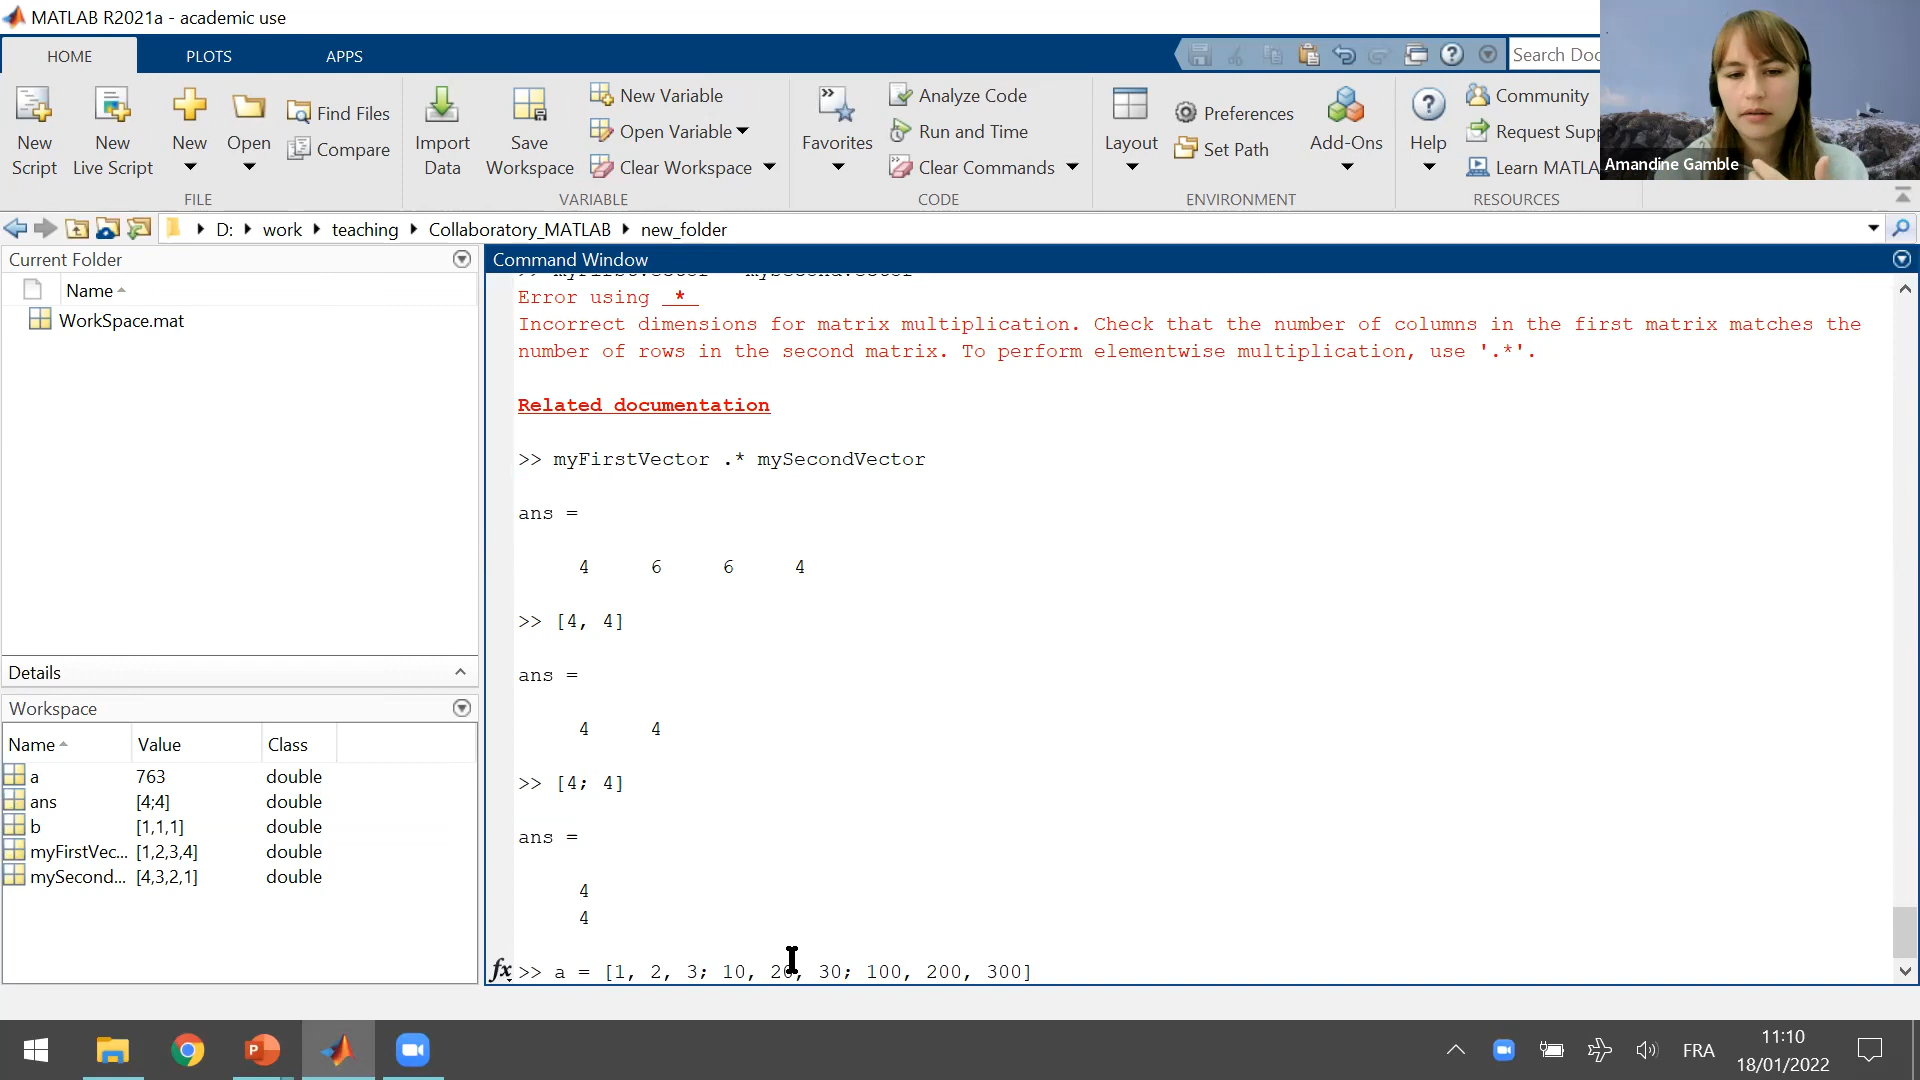 MATLAB R2021a - academic use
HOME
PLOTS
APPS
Search Doc
New Script
New Live Script
New
Open
Find Files
Compare
FILE
Import Data
Save Workspace
New Variable
Open Variable
Clear Workspace
VARIABLE
Favorites
Analyze Code
Run and Time
Clear Commands
CODE
Layout
Preferences
Set Path
Add-Ons
ENVIRONMENT
Help
Community
Request Supp
Learn MATLA
RESOURCES
Amandine Gamble
D: work teaching Collaboratory_MATLAB new_folder
Current Folder
Name
WorkSpace.mat
Details
Workspace
Name Value Class
a 763 double
ans [4;4] double
b [1,1,1] double
myFirstVec... [1,2,3,4] double
mySecond... [4,3,2,1] double
Command Window
Error using *
Incorrect dimensions for matrix multiplication. Check that the number of columns in the first matrix matches the
number of rows in the second matrix. To perform elementwise multiplication, use '.*'.
Related documentation
>> myFirstVector .* mySecondVector
ans =
4 6 6 4
>> [4, 4]
ans =
4 4
>> [4; 4]
ans =
4
4
fx >> a = [1, 2, 3; 10, 20, 30; 100, 200, 300]
FRA
11:10
18/01/2022